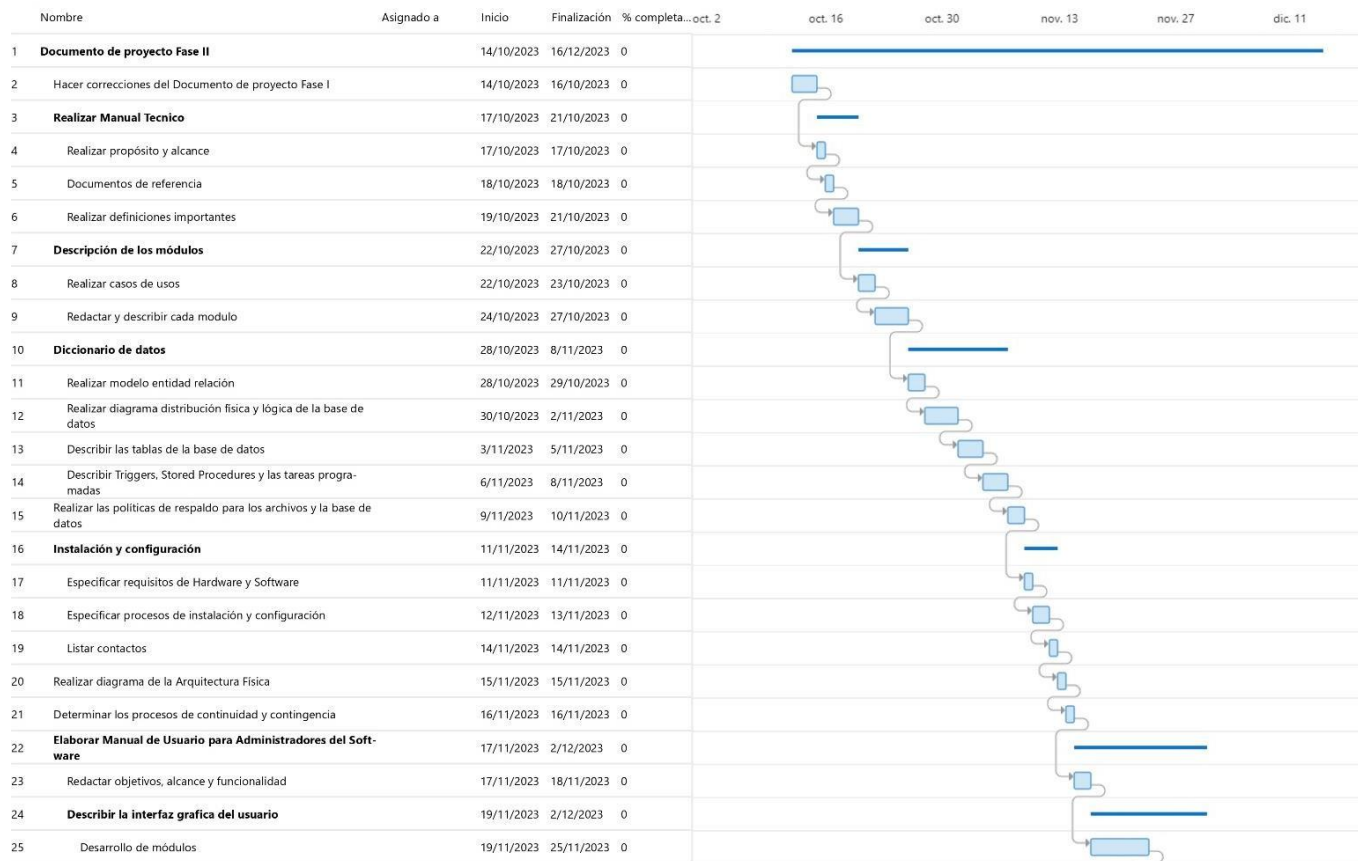 Nombre Asignado a Inicio Finalización % completa... oct. 2 oct. 16 oct. 30 nov. 13 nov. 27 dic. 11
1 Documento de proyecto Fase II 14/10/2023 16/12/2023 0
2 Hacer correcciones del Documento de proyecto Fase I 14/10/2023 16/10/2023 0
3 Realizar Manual Tecnico 17/10/2023 21/10/2023 0
4 Realizar propósito y alcance 17/10/2023 17/10/2023 0
5 Documentos de referencia 18/10/2023 18/10/2023 0
6 Realizar definiciones importantes 19/10/2023 21/10/2023 0
7 Descripción de los módulos 22/10/2023 27/10/2023 0
8 Realizar casos de usos 22/10/2023 23/10/2023 0
9 Redactar y describir cada modulo 24/10/2023 27/10/2023 0
10 Diccionario de datos 28/10/2023 8/11/2023 0
11 Realizar modelo entidad relación 28/10/2023 29/10/2023 0
12 Realizar diagrama distribución física y lógica de la base de
datos 30/10/2023 2/11/2023 0
13 Describir las tablas de la base de datos 3/11/2023 5/11/2023 0
14 Describir Triggers, Stored Procedures y las tareas progra-
madas 6/11/2023 8/11/2023 0
15 Realizar las políticas de respaldo para los archivos y la base de
datos 9/11/2023 10/11/2023 0
16 Instalación y configuración 11/11/2023 14/11/2023 0
17 Especificar requisitos de Hardware y Software 11/11/2023 11/11/2023 0
18 Especificar procesos de instalación y configuración 12/11/2023 13/11/2023 0
19 Listar contactos 14/11/2023 14/11/2023 0
20 Realizar diagrama de la Arquitectura Física 15/11/2023 15/11/2023 0
21 Determinar los procesos de continuidad y contingencia 16/11/2023 16/11/2023 0
22 Elaborar Manual de Usuario para Administradores del Soft-
ware 17/11/2023 2/12/2023 0
23 Redactar objetivos, alcance y funcionalidad 17/11/2023 18/11/2023 0
24 Describir la interfaz grafica del usuario 19/11/2023 2/12/2023 0
25 Desarrollo de módulos 19/11/2023 25/11/2023 0